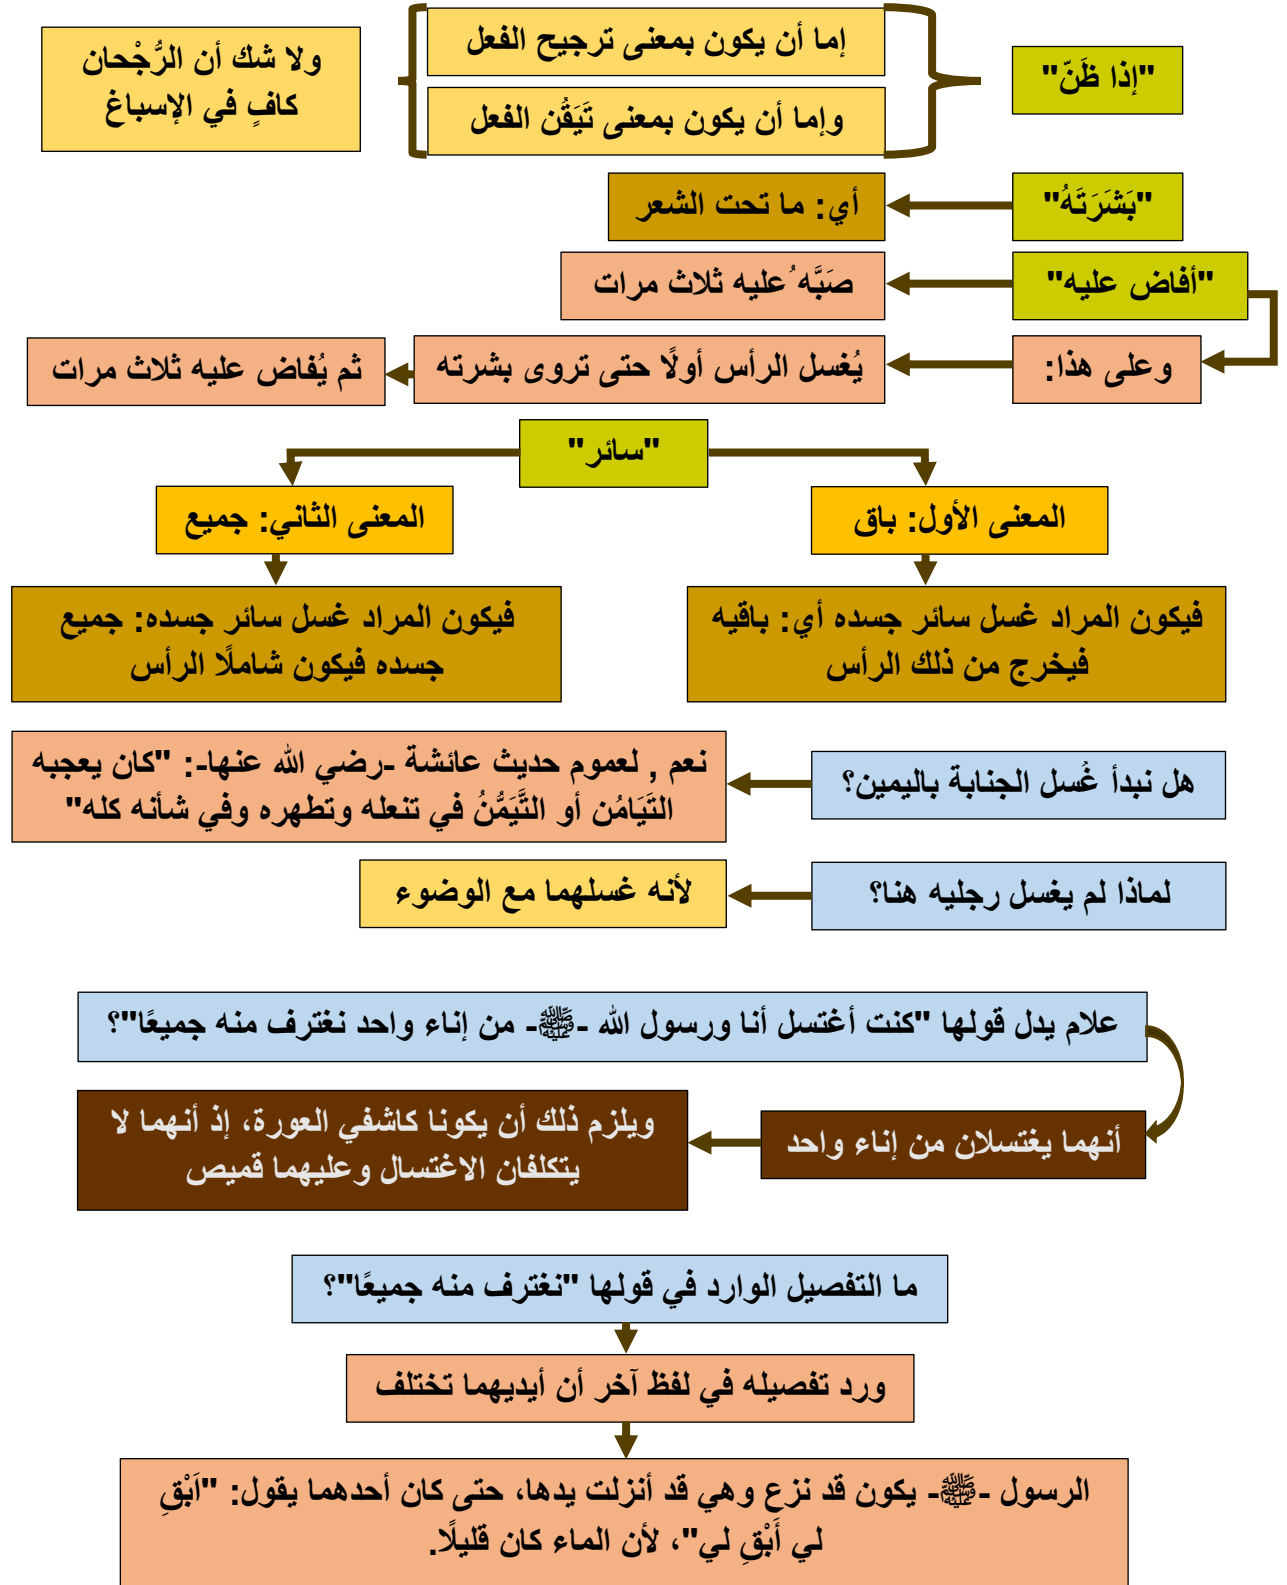 "إذا ظَنّ"
إما أن يكون بمعنى ترجيح الفعل
وإما أن يكون بمعنى تَيَقُن الفعل
ولا شك أن الرُّجْحان
كافٍ في الإسباغ
"بَشَرَتَهُ"
أي: ما تحت الشعر
"أفاض عليه"
صَبَّه ُعليه ثلاث مرات
وعلى هذا:
يُغسل الرأس أولًا حتى تروى بشرته
ثم يُفاض عليه ثلاث مرات
"سائر"
المعنى الأول: باق
المعنى الثاني: جميع
فيكون المراد غسل سائر جسده أي: باقيه
فيخرج من ذلك الرأس
فيكون المراد غسل سائر جسده: جميع
جسده فيكون شاملًا الرأس
هل نبدأ غُسل الجنابة باليمين؟
نعم , لعموم حديث عائشة -رضي الله عنها-: "كان يعجبه
التَيَامُن أو التَّيَمَّنُ في تنعله وتطهره وفي شأنه كله"
لماذا لم يغسل رجليه هنا؟
لأنه غسلهما مع الوضوء
علام يدل قولها "كنت أغتسل أنا ورسول الله -ﷺ- من إناء واحد نغترف منه جميعًا"؟
أنهما يغتسلان من إناء واحد
ويلزم ذلك أن يكونا كاشفي العورة، إذ أنهما لا
يتكلفان الاغتسال وعليهما قميص
ما التفصيل الوارد في قولها "نغترف منه جميعًا"؟
ورد تفصيله في لفظ آخر أن أيديهما تختلف
الرسول -ﷺ- يكون قد نزع وهي قد أنزلت يدها، حتى كان أحدهما يقول: "اَبْقِ
لي أَبْقِ لي"، لأن الماء كان قليلًا.